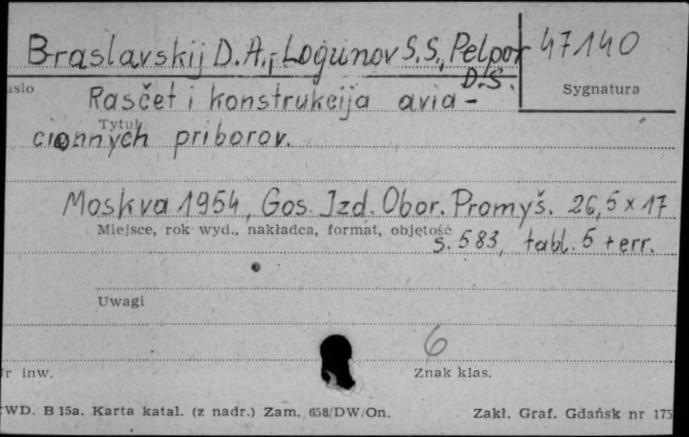 Braslavskij D.A., Logunov S.S., Pelpor D.S.
47140
asło
Sygnatura
Rasčet i konstrukcija avia-
Tytuł
cionnych priborov.
Moskva 1954, Gos. Izd. Obor. Promyš. 26,5 x 17
Miejsce, rok wyd., nakładca, format, objętość
s. 583, tabl. 5 + err.
Uwagi
6
r inw.
Znak klas.
WD. B 15a. Karta katal. (z nadr.) Zam. 658/DW/On.
Zakł. Graf. Gdańsk nr 175